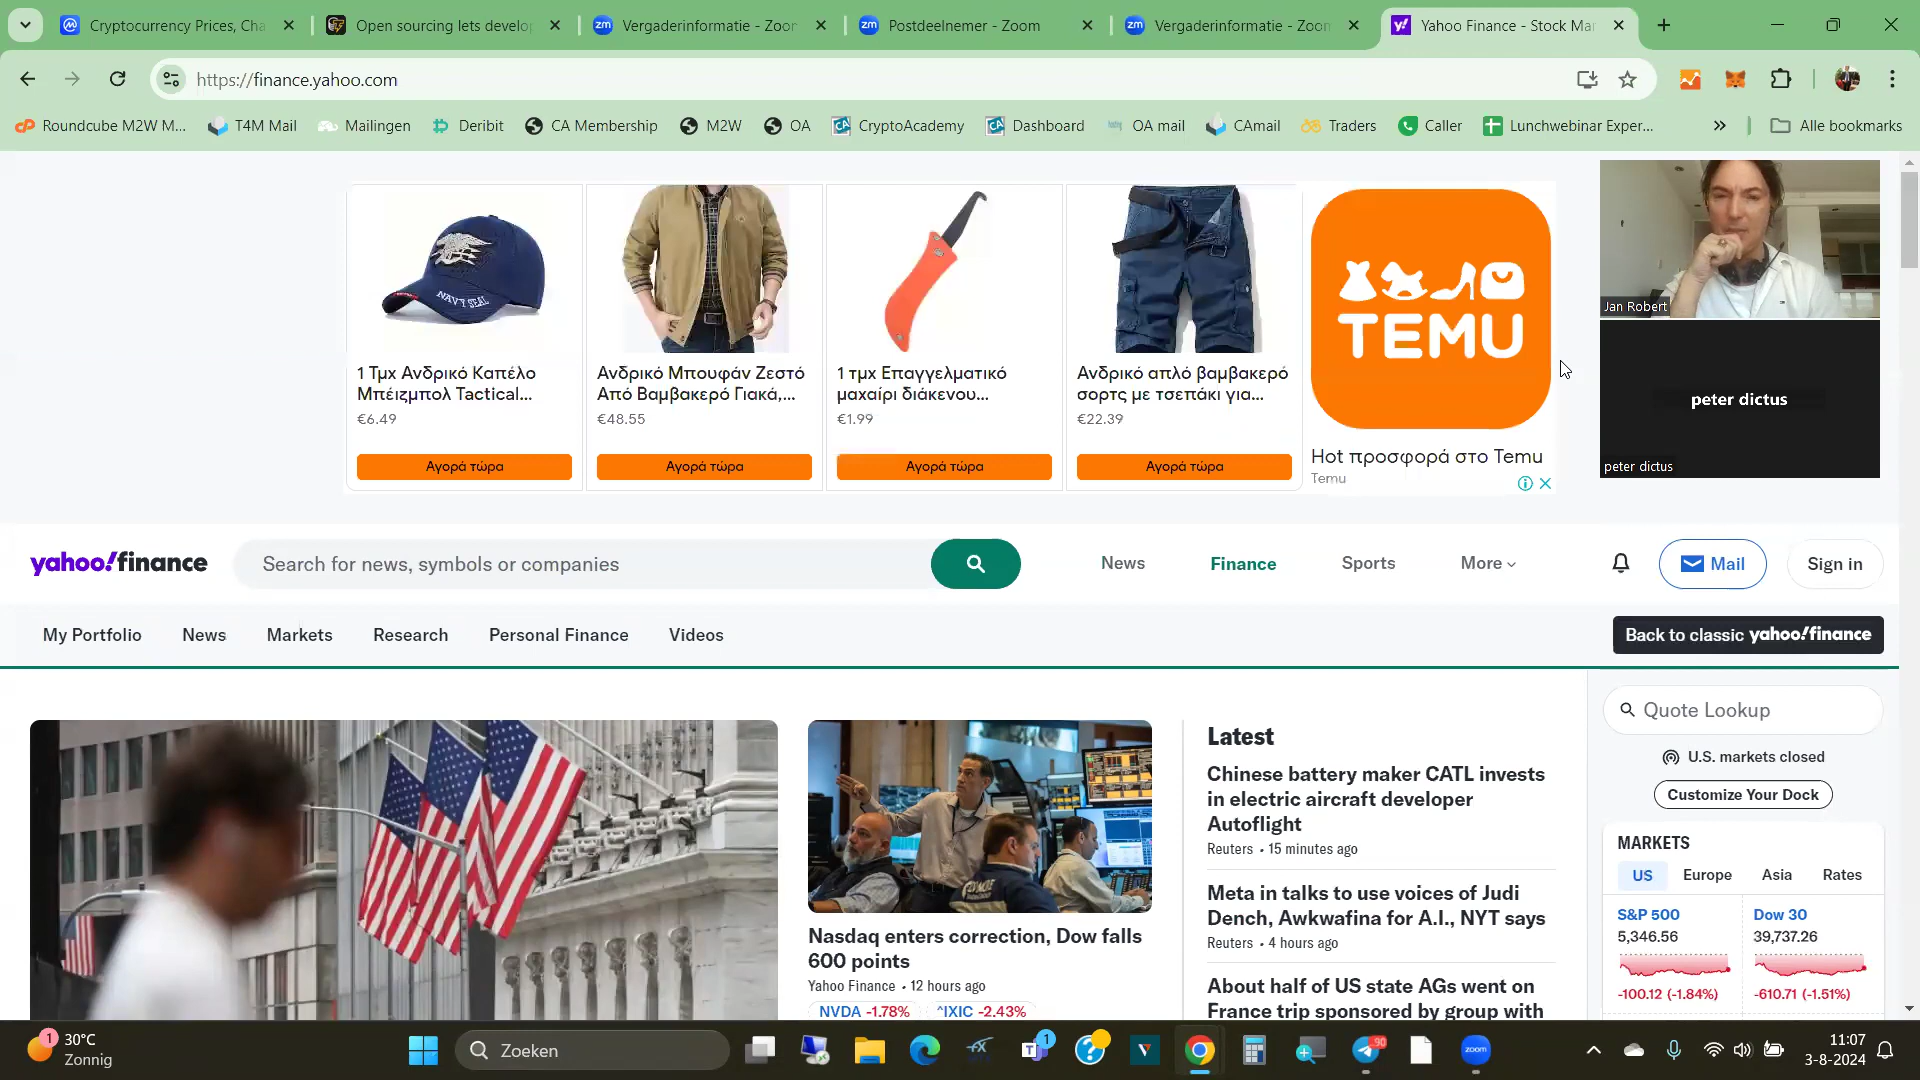 Cryptocurrency Prices, Cha
Open sourcing lets develo
Vergaderinformatie - Zoom
Postdeelnemer - Zoom
Vergaderinformatie - Zoom
Yahoo Finance - Stock Mar
https://finance.yahoo.com
Roundcube M2W M...
T4M Mail
Mailingen
Deribit
CA Membership
M2W
OA
CryptoAcademy
Dashboard
OA mail
CAmail
Traders
Caller
Lunchwebinar Exper...
Alle bookmarks
NAVY SEAL
1 Τμχ Ανδρικό Καπέλο
Μπέιζμπολ Tactical...
€6.49
Αγορά τώρα
Ανδρικό Μπουφάν Ζεστό
Από Βαμβακερό Γιακά,...
€48.55
Αγορά τώρα
1 τμχ Επαγγελματικό
μαχαίρι διάκενου...
€1.99
Αγορά τώρα
Ανδρικό απλό βαμβακερό
σορτς με τσεπάκι για...
€22.39
Αγορά τώρα
TEMU
Hot προσφορά στο Temu
Temu
Jan Robert
peter dictus
peter dictus
yahoo!finance
Search for news, symbols or companies
News
Finance
Sports
More
Mail
Sign in
My Portfolio
News
Markets
Research
Personal Finance
Videos
Back to classic yahoo!finance
Nasdaq enters correction, Dow falls
600 points
Yahoo Finance • 12 hours ago
NVDA -1.78%
^IXIC -2.43%
Latest
Chinese battery maker CATL invests
in electric aircraft developer
Autoflight
Reuters • 15 minutes ago
Meta in talks to use voices of Judi
Dench, Awkwafina for A.I., NYT says
Reuters • 4 hours ago
About half of US state AGs went on
France trip sponsored by group with
Quote Lookup
U.S. markets closed
Customize Your Dock
MARKETS
US
Europe
Asia
Rates
S&P 500
5,346.56
-100.12 (-1.84%)
Dow 30
39,737.26
-610.71 (-1.51%)
1
30°C
Zonnig
Zoeken
1
90
zoom
11:07
3-8-2024